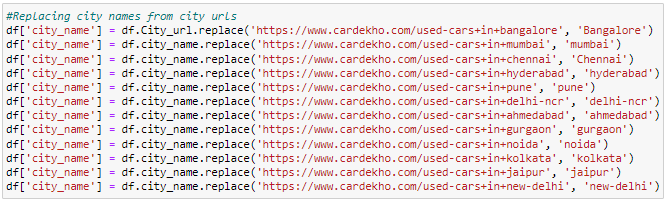 #Replacing city names from city urls
df['city_name'] = df.City_url.replace('https://www.cardekho.com/used-cars+in+bangalore', 'Bangalore')
df['city_name'] = df.city_name.replace('https://www.cardekho.com/used-cars+in+mumbai', 'mumbai')
df['city_name'] = df.city_name.replace('https://www.cardekho.com/used-cars+in+chennai', 'Chennai')
df['city_name'] = df.city_name.replace('https://www.cardekho.com/used-cars+in+hyderabad', 'hyderabad')
df['city_name'] = df.city_name.replace('https://www.cardekho.com/used-cars+in+pune', 'pune')
df['city_name'] = df.city_name.replace('https://www.cardekho.com/used-cars+in+delhi-ncr', 'delhi-ncr')
df['city_name'] = df.city_name.replace('https://www.cardekho.com/used-cars+in+ahmedabad', 'ahmedabad')
df['city_name'] = df.city_name.replace('https://www.cardekho.com/used-cars+in+gurgaon', 'gurgaon')
df['city_name'] = df.city_name.replace('https://www.cardekho.com/used-cars+in+noida', 'noida')
df['city_name'] = df.city_name.replace('https://www.cardekho.com/used-cars+in+kolkata', 'kolkata')
df['city_name'] = df.city_name.replace('https://www.cardekho.com/used-cars+in+jaipur', 'jaipur')
df['city_name'] = df.city_name.replace('https://www.cardekho.com/used-cars+in+new-delhi', 'new-delhi')